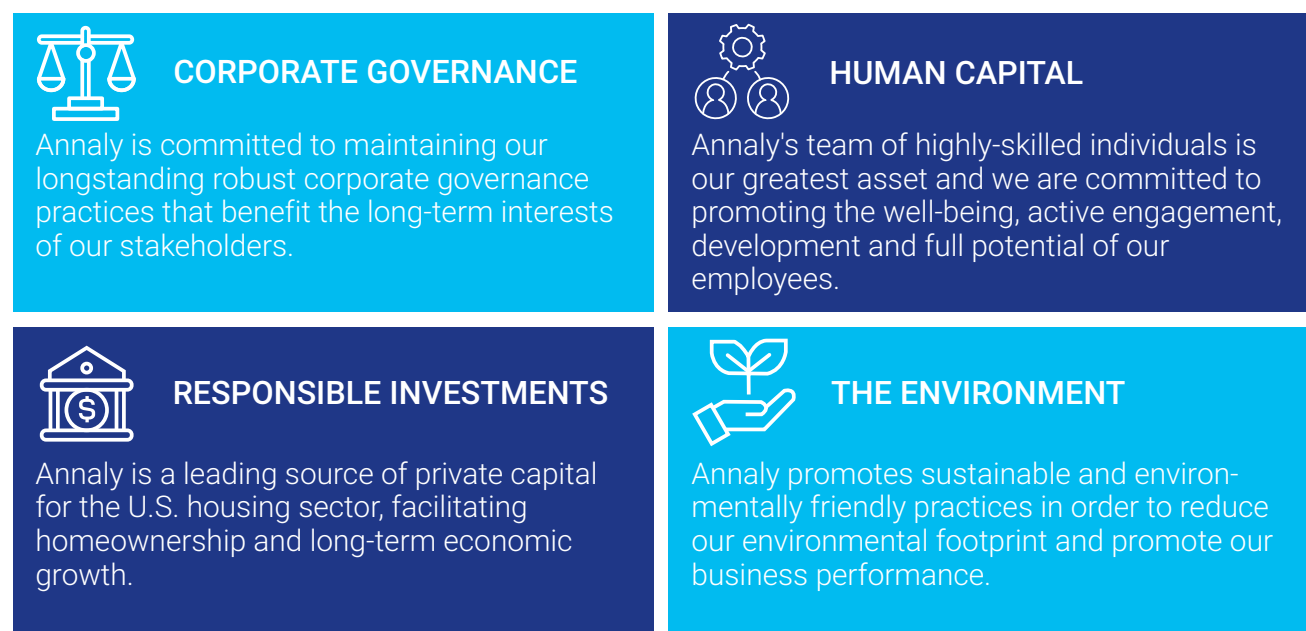 CORPORATE GOVERNANCE
Annaly is committed to maintaining our
longstanding robust corporate governance
practices that benefit the long-term interests
of our stakeholders.
HUMAN CAPITAL
Annaly's team of highly-skilled individuals is
our greatest asset and we are committed to
promoting the well-being, active engagement,
development and full potential of our
employees.
RESPONSIBLE INVESTMENTS
$
Annaly is a leading source of private capital
for the U.S. housing sector, facilitating
homeownership and long-term economic
growth.
THE ENVIRONMENT
Annaly promotes sustainable and environ-
mentally friendly practices in order to reduce
our environmental footprint and promote our
business performance.